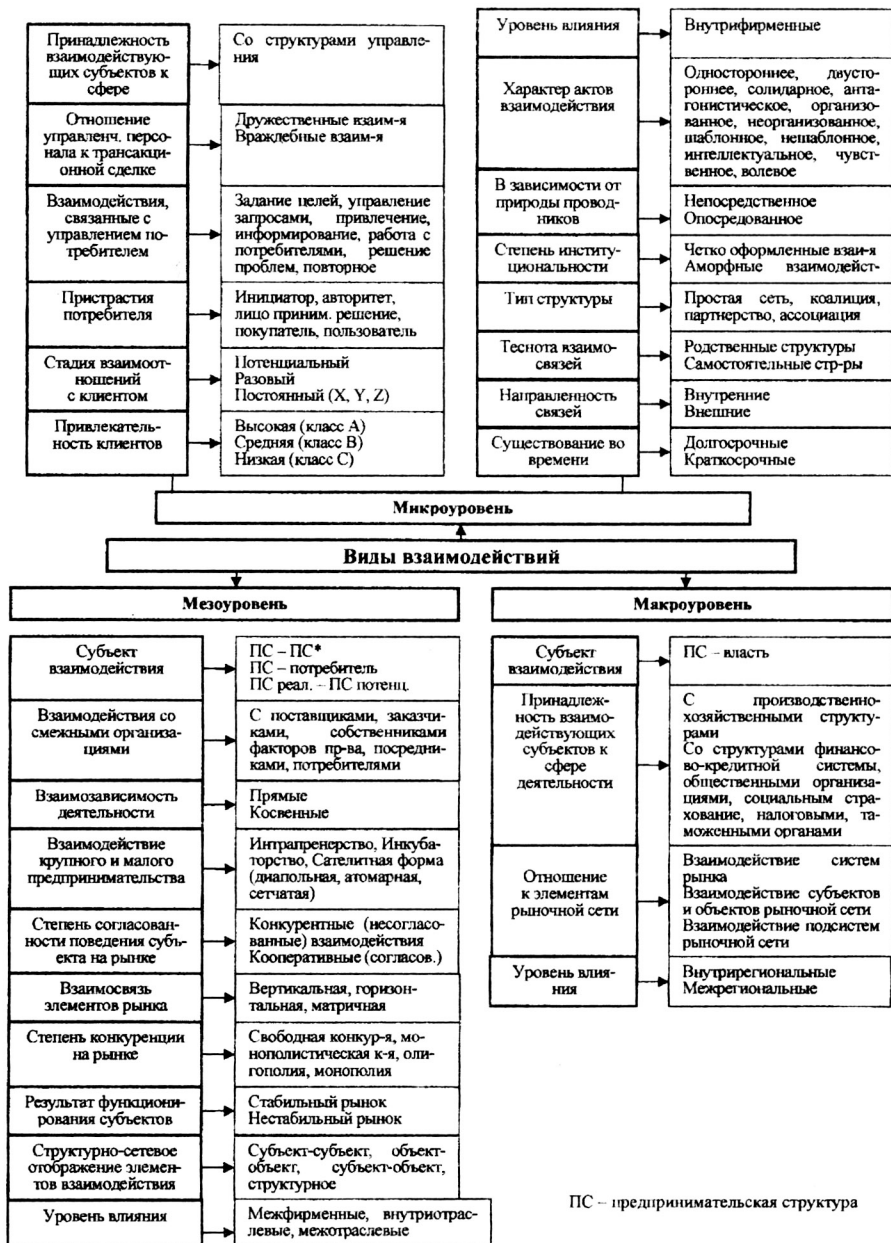 Принадлежность
взаимодействую-
щих субъектов к
сфере
Со структурами управле-
ния
Отношение
управленч. персо-
нала к трансакци-
онной сделке
Дружественные взаим-я
Враждебные взаим-я
Взаимодействия,
связанные с
управлением по-
требителем
Задание целей, управление
запросами, привлечение,
информирование, работа с
потребителями, решение
проблем, повторное
Пристрастия
потребителя
Инициатор, авторитет,
лицо приним. решение,
покупатель, пользователь
Стадия взаимоот-
ношений
с клиентом
Потенциальный
Разовый
Постоянный (X, Y, Z)
Привлекатель-
ность клиентов
Высокая (класс А)
Средняя (класс В)
Низкая (класс С)
Уровень влияния
Внутрифирменные
Характер актов
взаимодействия
Одностороннее, двусто-
роннее, солидарное, анта-
гонистическое, организо-
ванное, неорганизованное,
шаблонное, нешаблонное,
интеллектуальное, чувст-
венное, волевое
В зависимости от
природы провод-
ников
Непосредственное
Опосредованное
Степень институ-
циональности
Четко оформленные взаи-я
Аморфные взаимодейст-
Тип структуры
Простая сеть, коалиция,
партнерство, ассоциация
Теснота взаимо-
связей
Родственные структуры
Самостоятельные стр-ры
Направленность
связей
Внутренние
Внешние
Существование во
времени
Долгосрочные
Краткосрочные
Микроуровень
Виды взаимодействий
Мезоуровень
Макроуровень
Субъект
взаимодействия
ПС – ПС*
ПС – потребитель
ПС реал. – ПС потенц.
Взаимодействия со
смежными организа-
циями
С поставщиками, заказчи-
ками, собственниками
факторов пр-ва, посредни-
ками, потребителями
Взаимозависимость
деятельности
Прямые
Косвенные
Взаимодействие
крупного и малого
предпринимательства
Интрапренерство, Инкуба-
торство, Сателитная форма
(диапольная, атомарная,
сетчатая)
Степень согласован-
ности поведения субъ-
екта на рынке
Конкурентные (несогласо-
ванные) взаимодействия
Кооперативные (согласов.)
Взаимосвязь
элементов рынка
Вертикальная, горизон-
тальная, матричная
Степень конкуренции
на рынке
Свободная конкур-я, мо-
нополистическая к-я, оли-
гополия, монополия
Результат функциони-
рования субъектов
Стабильный рынок
Нестабильный рынок
Структурно-сетевое
отображение элемен-
тов взаимодействия
Субъект-субъект, объект-
объект, субъект-объект,
структурное
Уровень влияния
Межфирменные, внутриотрас-
левые, межотраслевые
Субъект
взаимодействия
ПС – власть
Принадлеж-
ность взаимо-
действующих
субъектов к
сфере
деятельности
С производственно-
хозяйственными структу-
рами
Со структурами финансо-
во-кредитной системы,
общественными организа-
циями, социальным стра-
хование, налоговыми, та-
моженными органами
Отношение
к элементам
рыночной сети
Взаимодействие систем
рынка
Взаимодействие субъектов
и объектов рыночной сети
Взаимодействие подсистем
рыночной сети
Уровень влия-
ния
Внутрирегиональные
Межрегиональные
ПС – предпринимательская структура